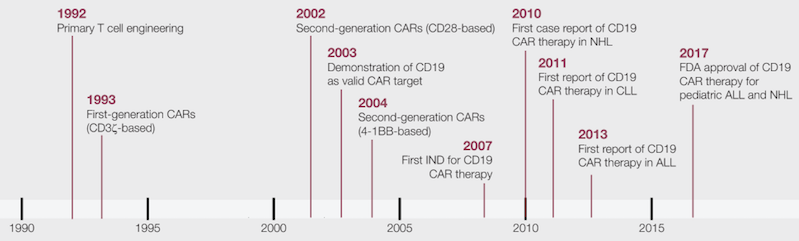 1992
Primary T cell engineering
1993
First-generation CARs
(CD3ζ-based)
2002
Second-generation CARs (CD28-based)
2003
Demonstration of CD19
as valid CAR target
2004
Second-generation CARs
(4-1BB-based)
2007
First IND for CD19
CAR therapy
2010
First case report of CD19
CAR therapy in NHL
2011
First report of CD19
CAR therapy in CLL
2013
First report of CD19
CAR therapy in ALL
2017
FDA approval of CD19
CAR therapy for
pediatric ALL and NHL
1990 1995 2000 2005 2010 2015